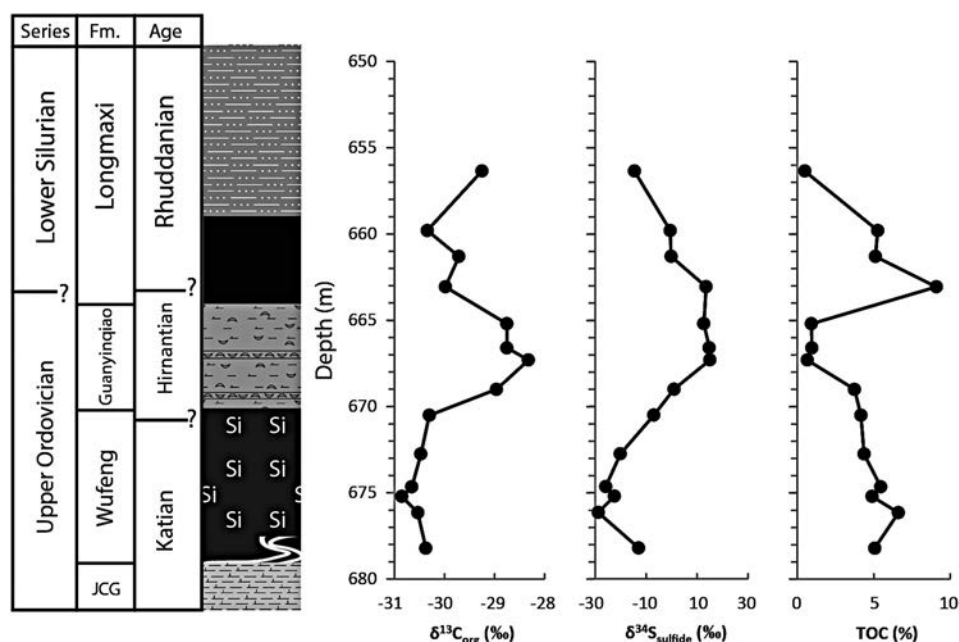 Series Fm. Age
Lower Silurian
Longmaxi
Rhuddanian
?
?
Upper Ordovician
Guanyinqiao
Hirnantian
?
Wufeng
Katian
JCG
Si Si
Si Si
Si S
Si Si
Depth (m)
650
655
660
665
670
675
680
-31 -30 -29 -28
δ¹³Corg (‰)
-30 -10 10 30
δ³⁴Ssulfide (‰)
0 5 10
TOC (%)